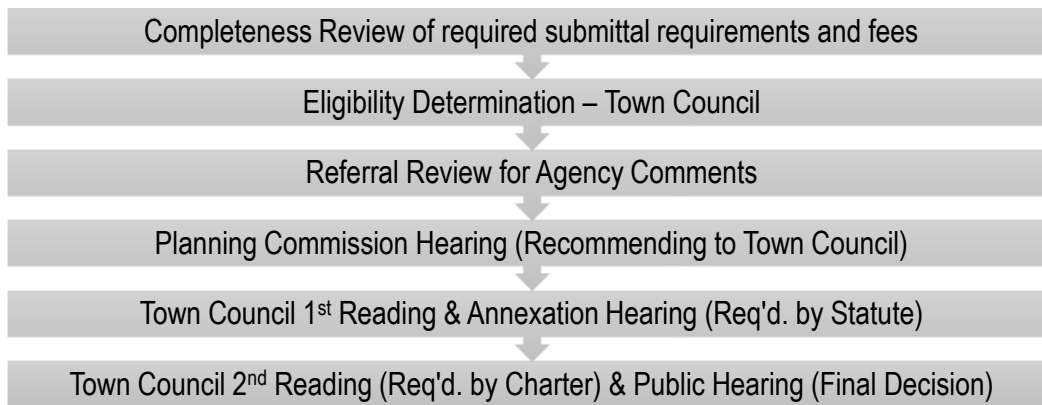 Completeness Review of required submittal requirements and fees
Eligibility Determination – Town Council
Referral Review for Agency Comments
Planning Commission Hearing (Recommending to Town Council)
Town Council 1st Reading & Annexation Hearing (Req'd. by Statute)
Town Council 2nd Reading (Req'd. by Charter) & Public Hearing (Final Decision)